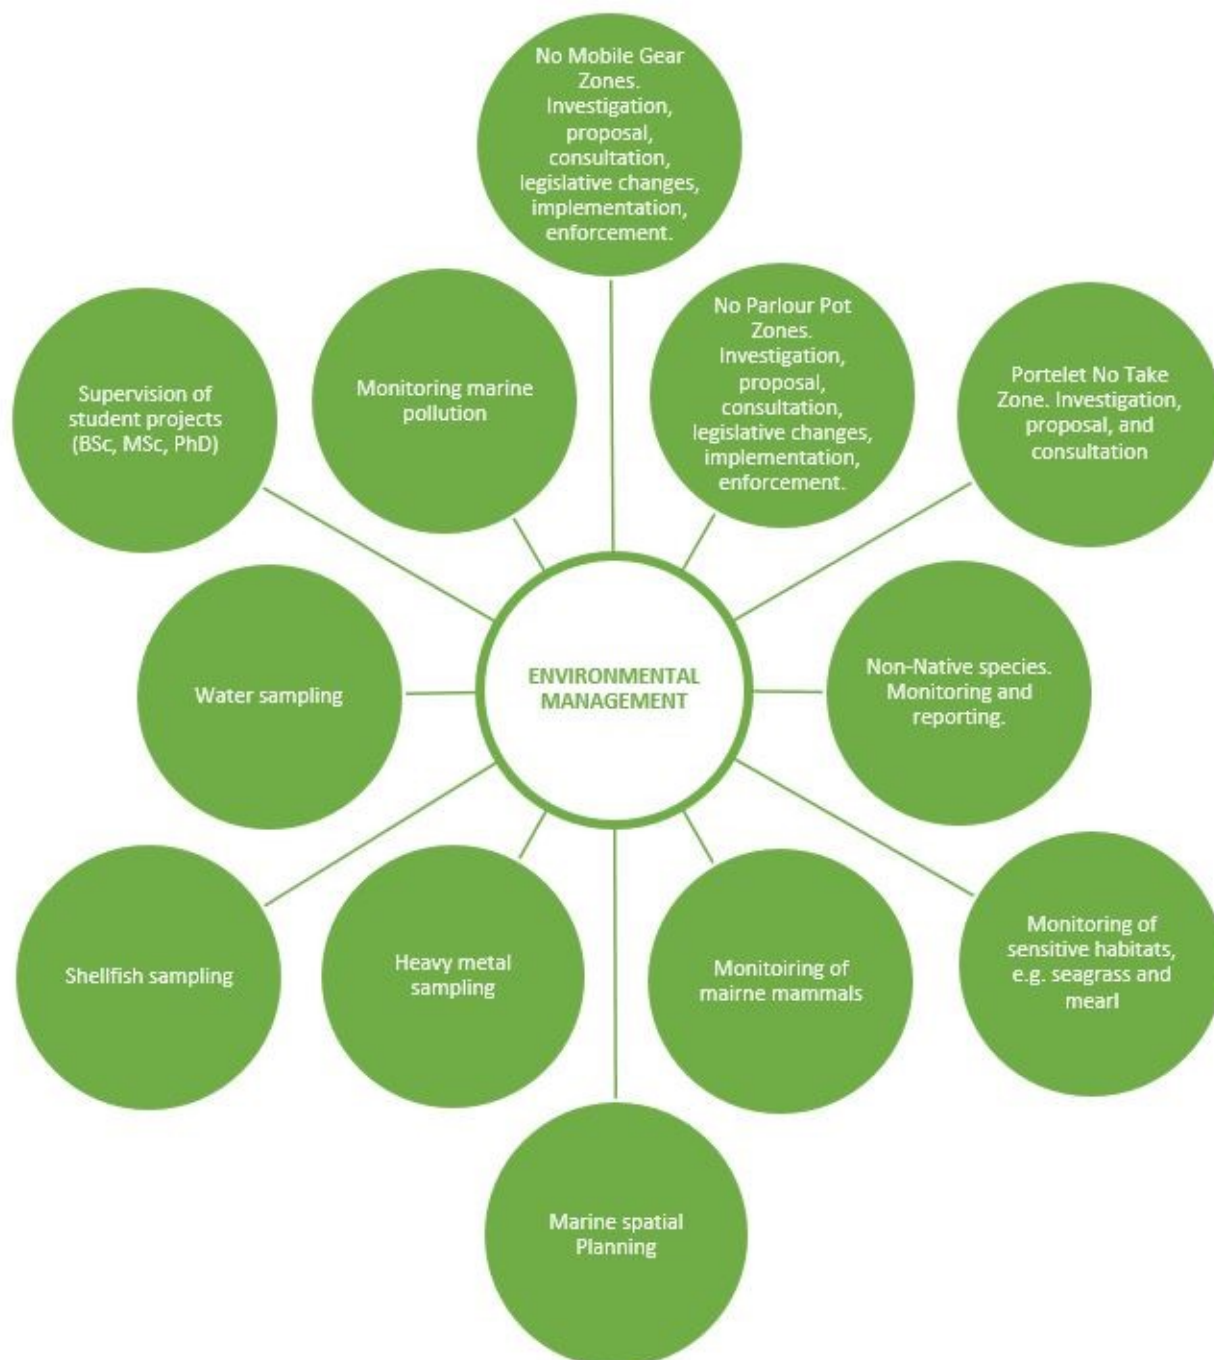 No Mobile Gear
Zones.
Investigation,
proposal,
consultation,
legislative changes,
implementation,
enforcement.
No Parlour Pot
Zones.
Investigation,
proposal,
consultation,
legislative changes,
implementation,
enforcement.
Portelet No Take
Zone. Investigation,
proposal, and
consultation
Non-Native species.
Monitoring and
reporting.
Monitoring of
sensitive habitats,
e.g. seagrass and
mearl
Monitoiring of
mairne mammals
Marine spatial
Planning
Heavy metal
sampling
Shellfish sampling
Water sampling
Supervision of
student projects
(BSc, MSc, PhD)
Monitoring marine
pollution
ENVIRONMENTAL
MANAGEMENT